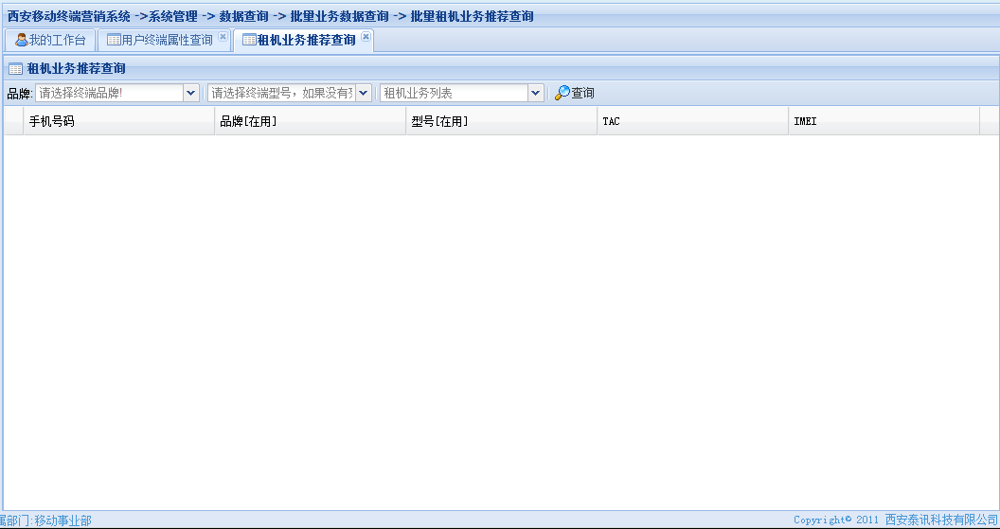 西安移动终端营销系统 ->系统管理 -> 数据查询 -> 批量业务数据查询 -> 批量租机业务推荐查询
我的工作台 用户终端属性查询 租机业务推荐查询
租机业务推荐查询
品牌: 请选择终端品牌! 请选择终端型号，如果没有 租机业务列表 查询
手机号码 品牌[在用] 型号[在用] TAC IMEI
属部门:移动事业部 Copyright© 2011 西安泰讯科技有限公司